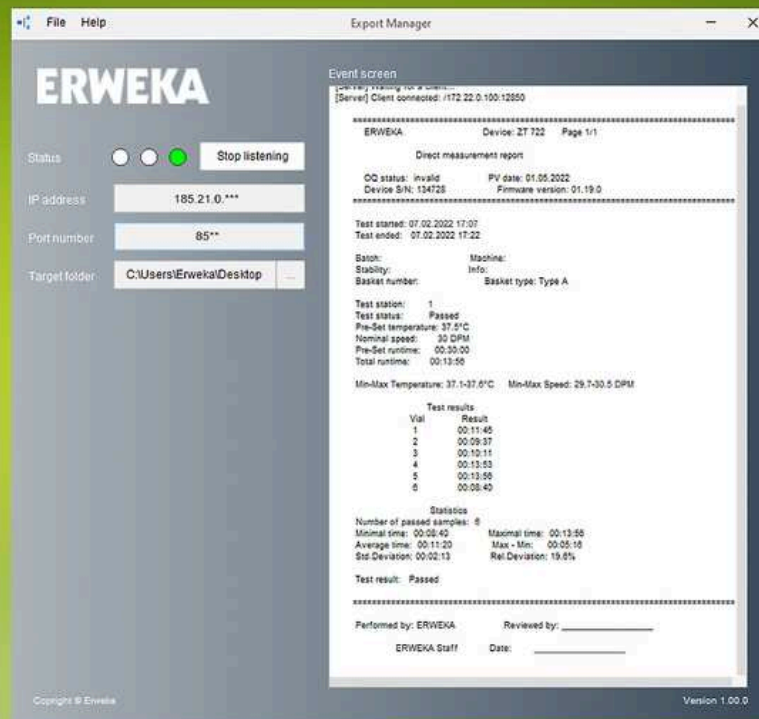 File Help Export Manager
ERWEKA
Status Stop listening
IP address 185.21.0.***
Port number 85**
Target folder C:\Users\Erweka\Desktop ...
Copright © Erweka
Event screen
[Server] Waiting for a client...
[Server] Client connected: /172.22.0.100:12850
ERWEKA Device: ZT 722 Page 1/1
Direct measurement report
OQ status: invalid PV date: 01.05.2022
Device S/N: 134728 Firmware version: 01.19.0
Test started: 07.02.2022 17:07
Test ended: 07.02.2022 17:22
Batch: Machine:
Stability: Info:
Basket number: Basket type: Type A
Test station: 1
Test status: Passed
Pre-Set temperature: 37.5°C
Nominal speed: 30 DPM
Pre-Set runtime: 00:30:00
Total runtime: 00:13:56
Min-Max Temperature: 37.1-37.6°C Min-Max Speed: 29.7-30.5 DPM
Test results
Vial Result
1 00:11:45
2 00:09:37
3 00:10:11
4 00:13:53
5 00:13:56
6 00:08:40
Statistics
Number of passed samples: 6
Minimal time: 00:08:40 Maximal time: 00:13:56
Average time: 00:11:20 Max - Min: 00:05:16
Std.Deviation: 00:02:13 Rel.Deviation: 19.6%
Test result: Passed
Performed by: ERWEKA Reviewed by:
ERWEKA Staff Date:
Version 1.00.0